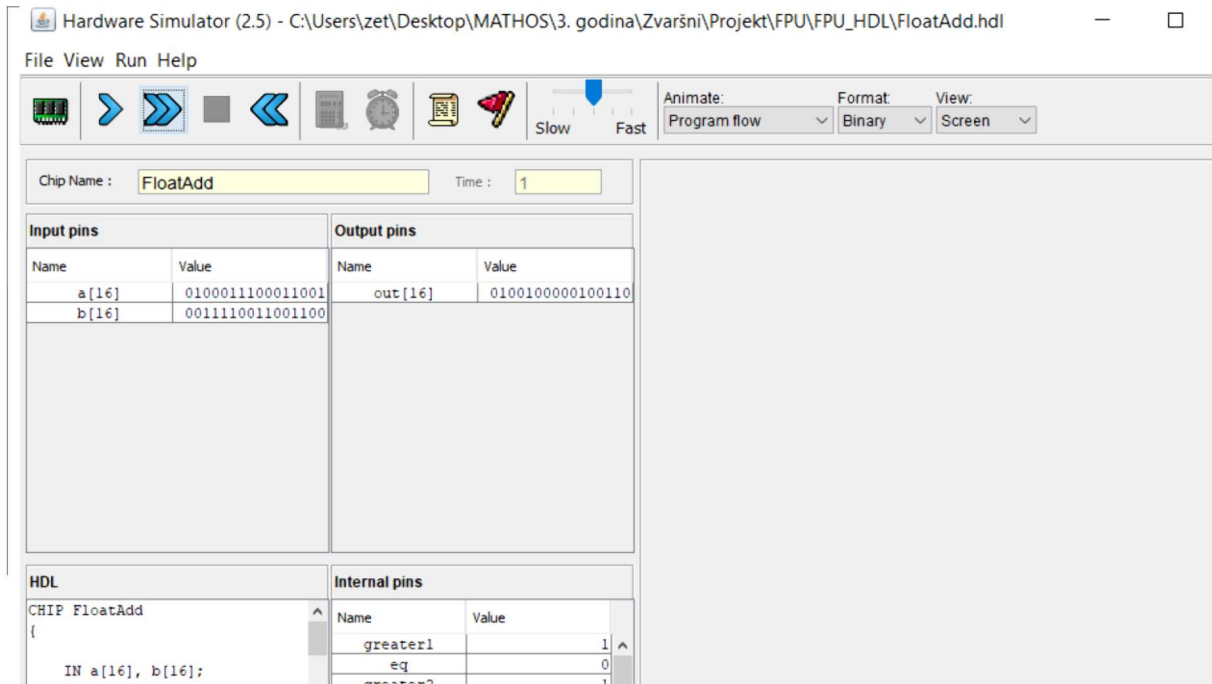 Hardware Simulator (2.5) - C:\Users\zet\Desktop\MATHOS\3. godina\Zvaršni\Projekt\FPU\FPU_HDL\FloatAdd.hdl
File View Run Help
Slow Fast
Animate: Format: View:
Program flow Binary Screen
Chip Name : FloatAdd Time : 1
Input pins Output pins
Name Value Name Value
a[16] 0100011100011001 out[16] 0100100000100110
b[16] 0011110011001100
HDL Internal pins
CHIP FloatAdd
{
IN a[16], b[16];
Name Value
greater1 1
eq 0
greater2 1